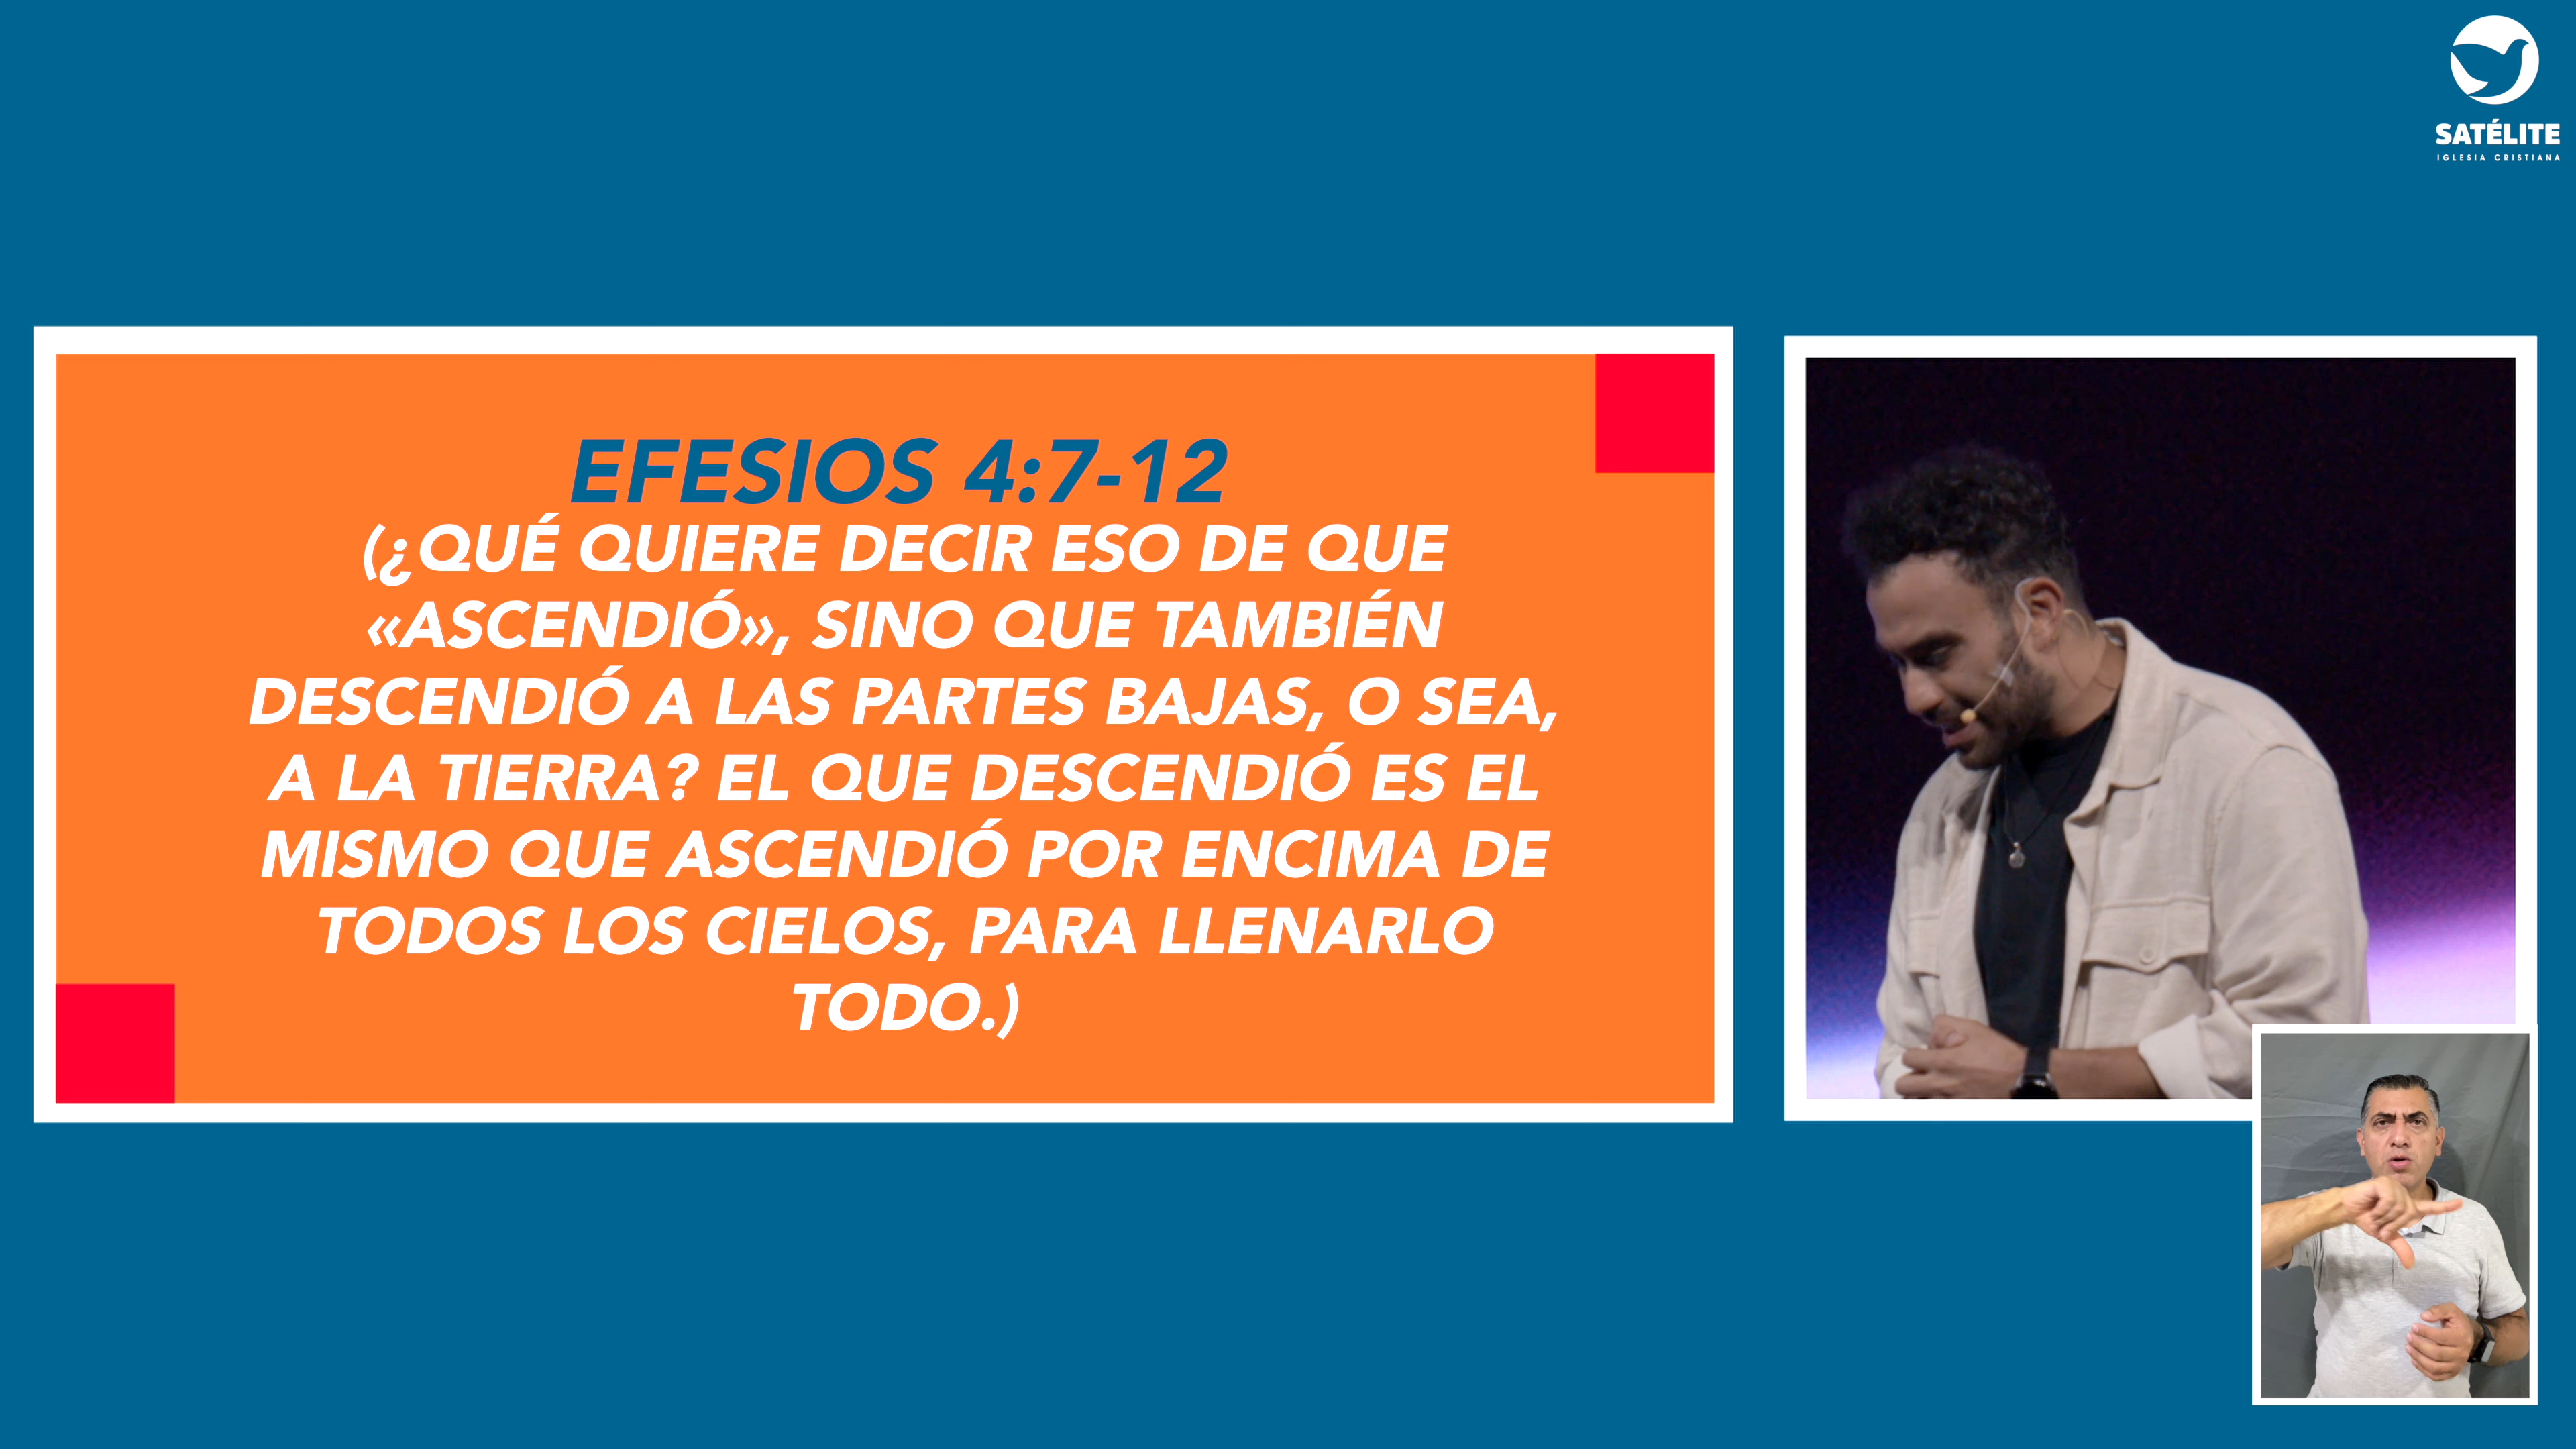 SATÉLITE
IGLESIA CRISTIANA
EFESIOS 4:7-12
(¿QUÉ QUIERE DECIR ESO DE QUE
«ASCENDIÓ», SINO QUE TAMBIÉN
DESCENDIÓ A LAS PARTES BAJAS, O SEA,
A LA TIERRA? EL QUE DESCENDIÓ ES EL
MISMO QUE ASCENDIÓ POR ENCIMA DE
TODOS LOS CIELOS, PARA LLENARLO
TODO.)